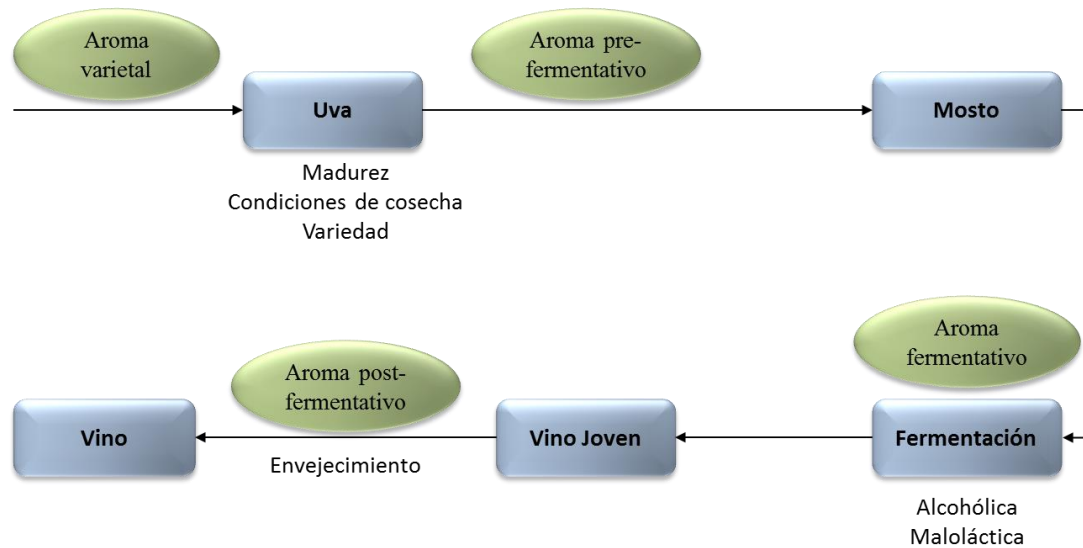 Aroma
varietal
Uva
Madurez
Condiciones de cosecha
Variedad
Aroma pre-
fermentativo
Mosto
Aroma
fermentativo
Fermentación
Alcohólica
Maloláctica
Vino Joven
Aroma post-
fermentativo
Envejecimiento
Vino